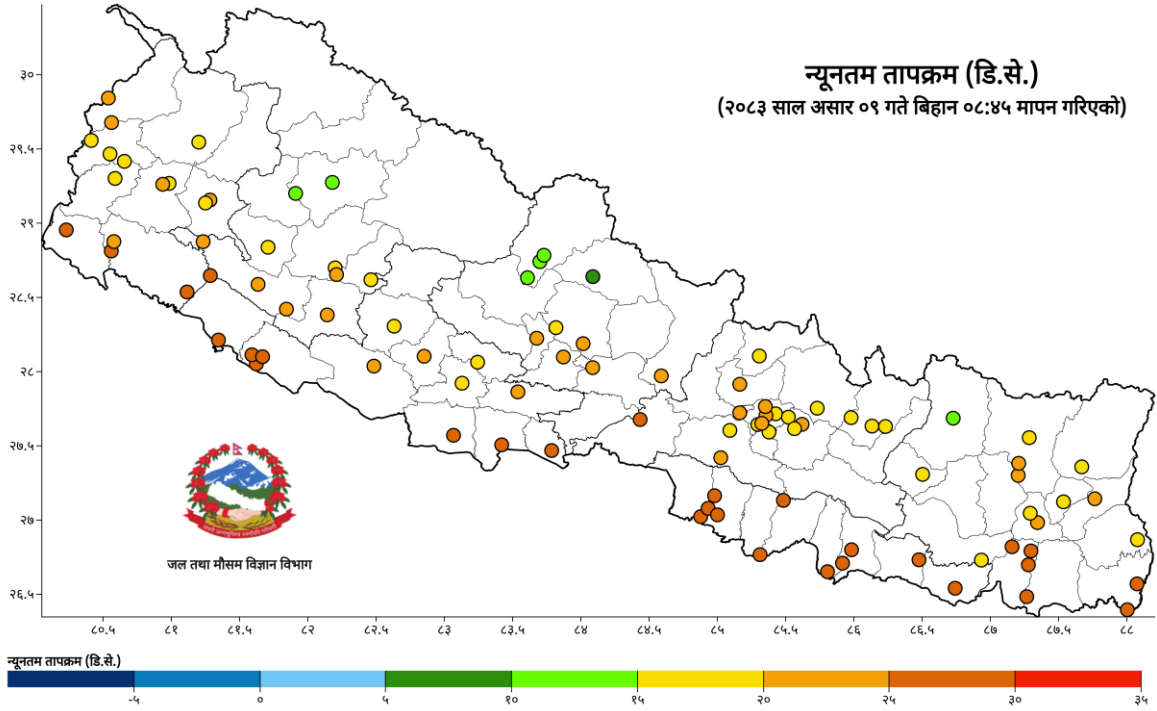 न्यूनतम तापक्रम (डि.से.)
(२०८३ साल असार ०९ गते बिहान ०८:४५ मापन गरिएको)
३०
२९.५
२९
२८.५
२८
२७.५
२७
२६.५
जल तथा मौसम विज्ञान विभाग
८०.५ ८१ ८१.५ ८२ ८२.५ ८३ ८३.५ ८४ ८४.५ ८५ ८५.५ ८६ ८६.५ ८७ ८७.५ ८८
न्यूनतम तापक्रम (डि.से.)
-५ ० ५ १० १५ २० २५ ३० ३५